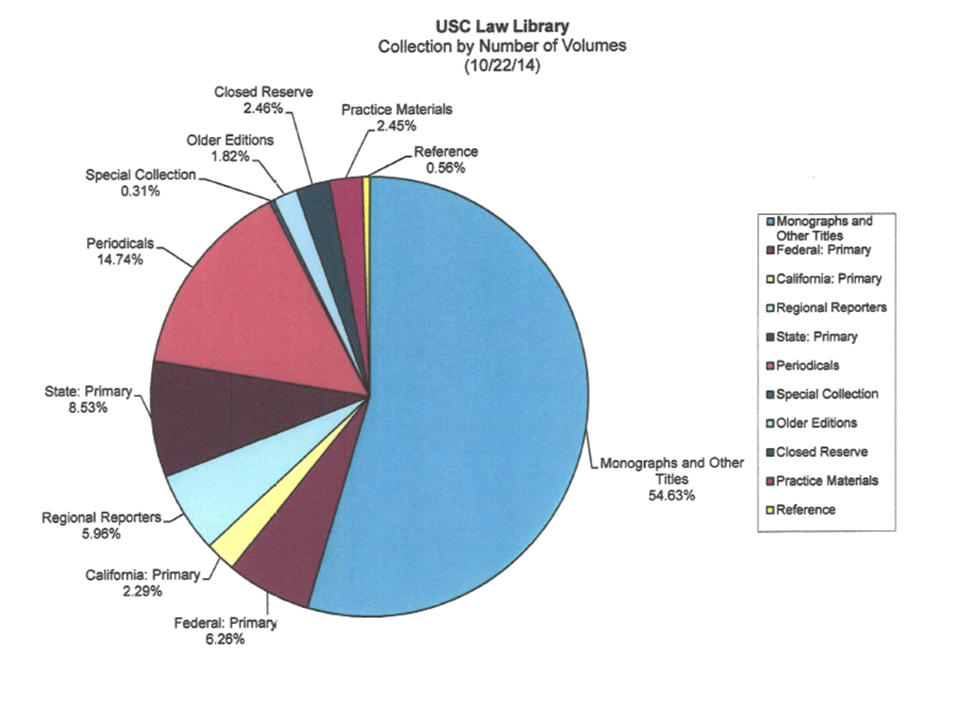 USC Law Library
Collection by Number of Volumes
(10/22/14)
Closed Reserve
2.46%
Practice Materials
2.45%
Older Editions
1.82%
Reference
0.56%
Special Collection
0.31%
Periodicals
14.74%
State: Primary
8.53%
Regional Reporters
5.96%
California: Primary
2.29%
Federal: Primary
6.26%
Monographs and Other
Titles
54.63%
Monographs and
Other Titles
Federal: Primary
California: Primary
Regional Reporters
State: Primary
Periodicals
Special Collection
Older Editions
Closed Reserve
Practice Materials
Reference